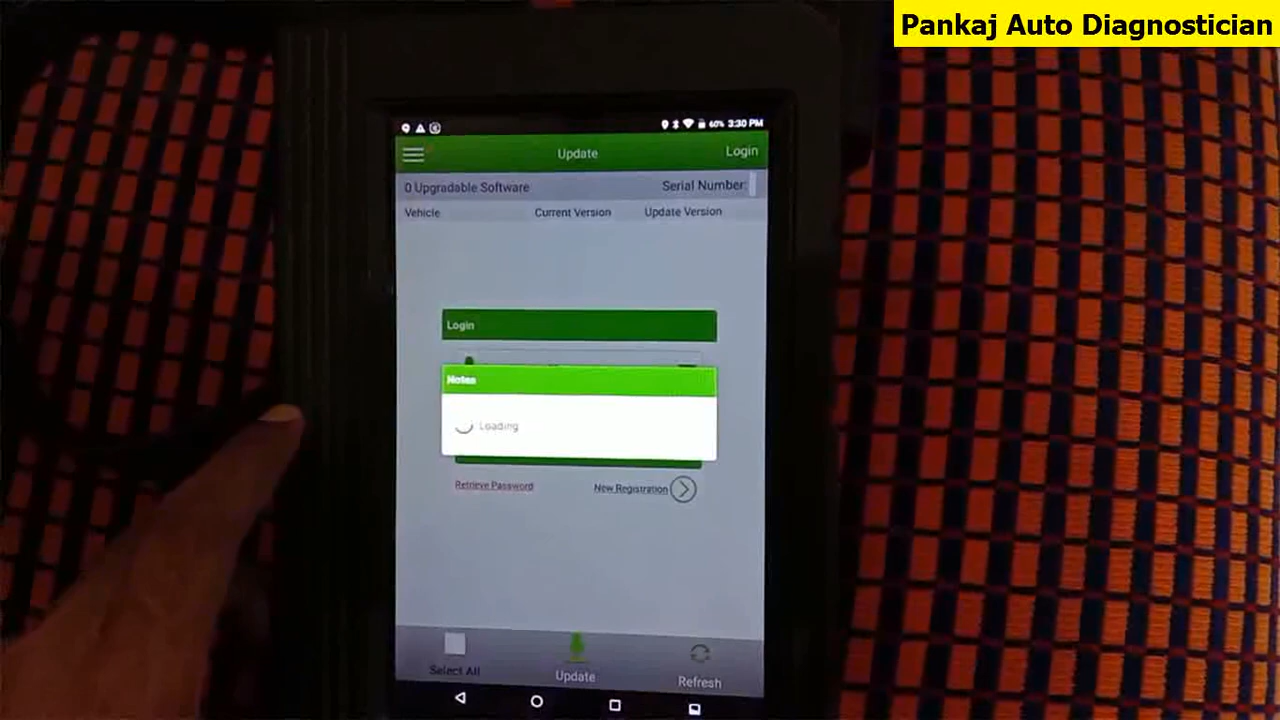 Pankaj Auto Diagnostician
60% 3:30 PM
Update
Login
0 Upgradable Software
Serial Number:
Vehicle
Current Version
Update Version
Login
Notes
Loading
Retrieve Password
New Registration
Select All
Update
Refresh